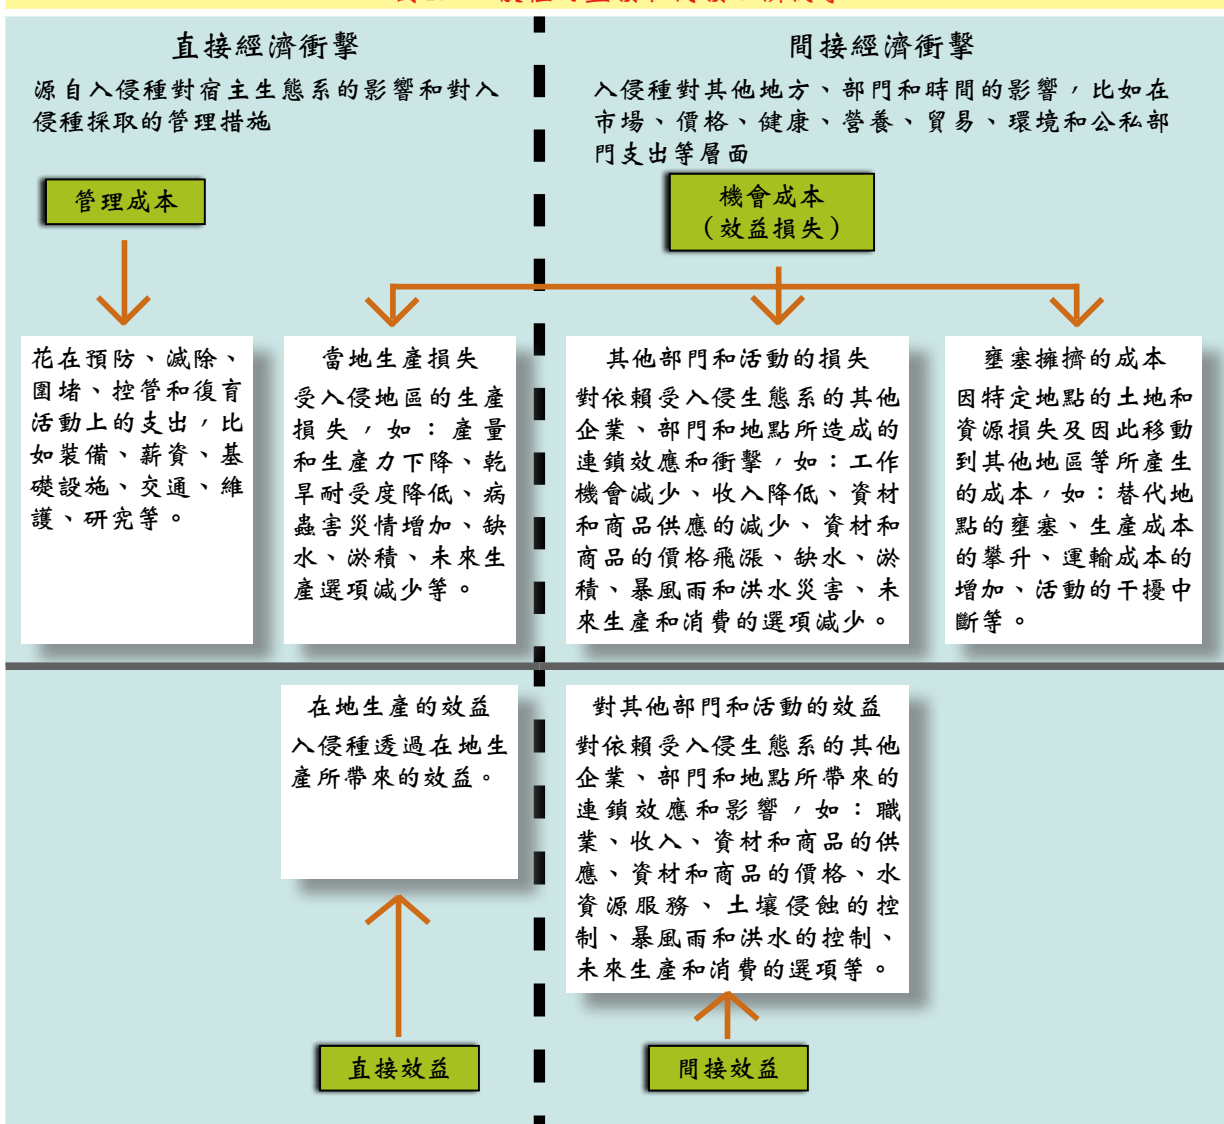 直接經濟衝擊
源自入侵種對宿主生態系的影響和對入
侵種採取的管理措施
間接經濟衝擊
入侵種對其他地方、部門和時間的影響，比如在
市場、價格、健康、營養、貿易、環境和公私部
門支出等層面
管理成本
機會成本
（效益損失）
花在預防、滅除、
圍堵、控管和復育
活動上的支出，比
如裝備、薪資、基
礎設施、交通、維
護、研究等。
當地生產損失
受入侵地區的生產
損失，如：產量
和生產力下降、乾
旱耐受度降低、病
蟲害災情增加、缺
水、淤積、未來生
產選項減少等。
其他部門和活動的損失
對依賴受入侵生態系的其他
企業、部門和地點所造成的
連鎖效應和衝擊，如：工作
機會減少、收入降低、資材
和商品供應的減少、資材和
商品的價格飛漲、缺水、淤
積、暴風雨和洪水災害、未
來生產和消費的選項減少。
壅塞擁擠的成本
因特定地點的土地和
資源損失及因此移動
到其他地區等所產生
的成本，如：替代地
點的壅塞、生產成本
的攀升、運輸成本的
增加、活動的干擾中
斷等。
在地生產的效益
入侵種透過在地生
產所帶來的效益。
對其他部門和活動的效益
對依賴受入侵生態系的其他
企業、部門和地點所帶來的
連鎖效應和影響，如：職
業、收入、資材和商品的供
應、資材和商品的價格、水
資源服務、土壤侵蝕的控
制、暴風雨和洪水的控制、
未來生產和消費的選項等。
直接效益
間接效益